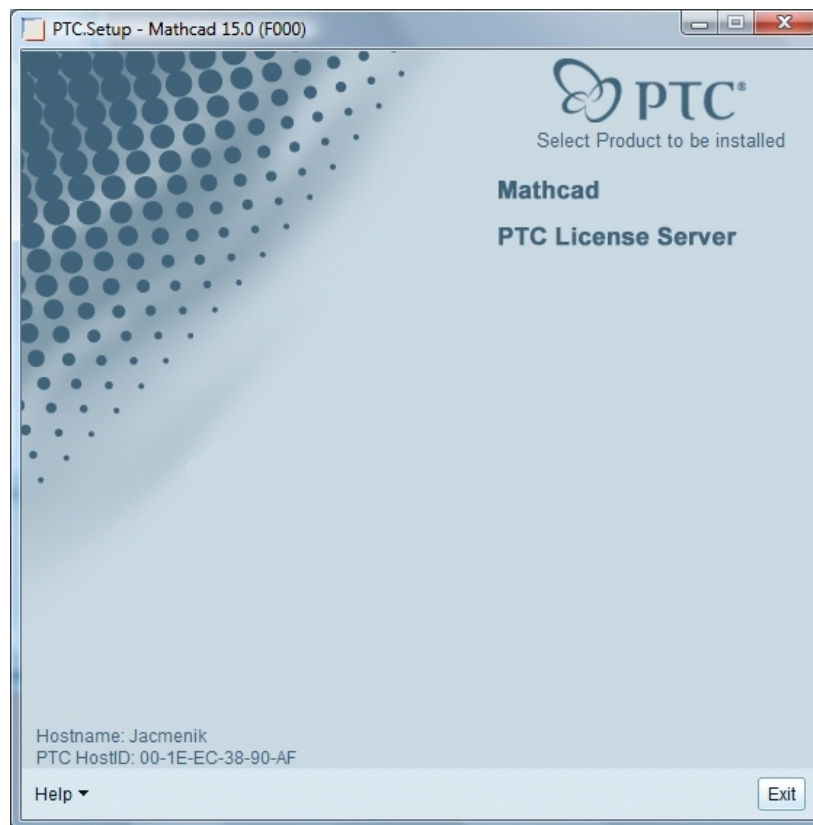 PTC.Setup - Mathcad 15.0 (F000)
PTC®
Select Product to be installed
Mathcad
PTC License Server
Hostname: Jacmenik
PTC HostID: 00-1E-EC-38-90-AF
Help
Exit